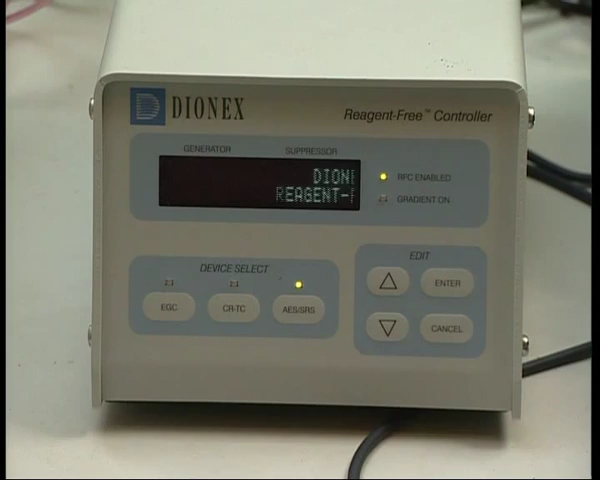 DIONEX
Reagent-Free™ Controller
GENERATOR SUPPRESSOR
DION
REAGENT-
RFC ENABLED
GRADIENT ON
DEVICE SELECT
EGC
CR-TC
AES/SRS
EDIT
ENTER
CANCEL